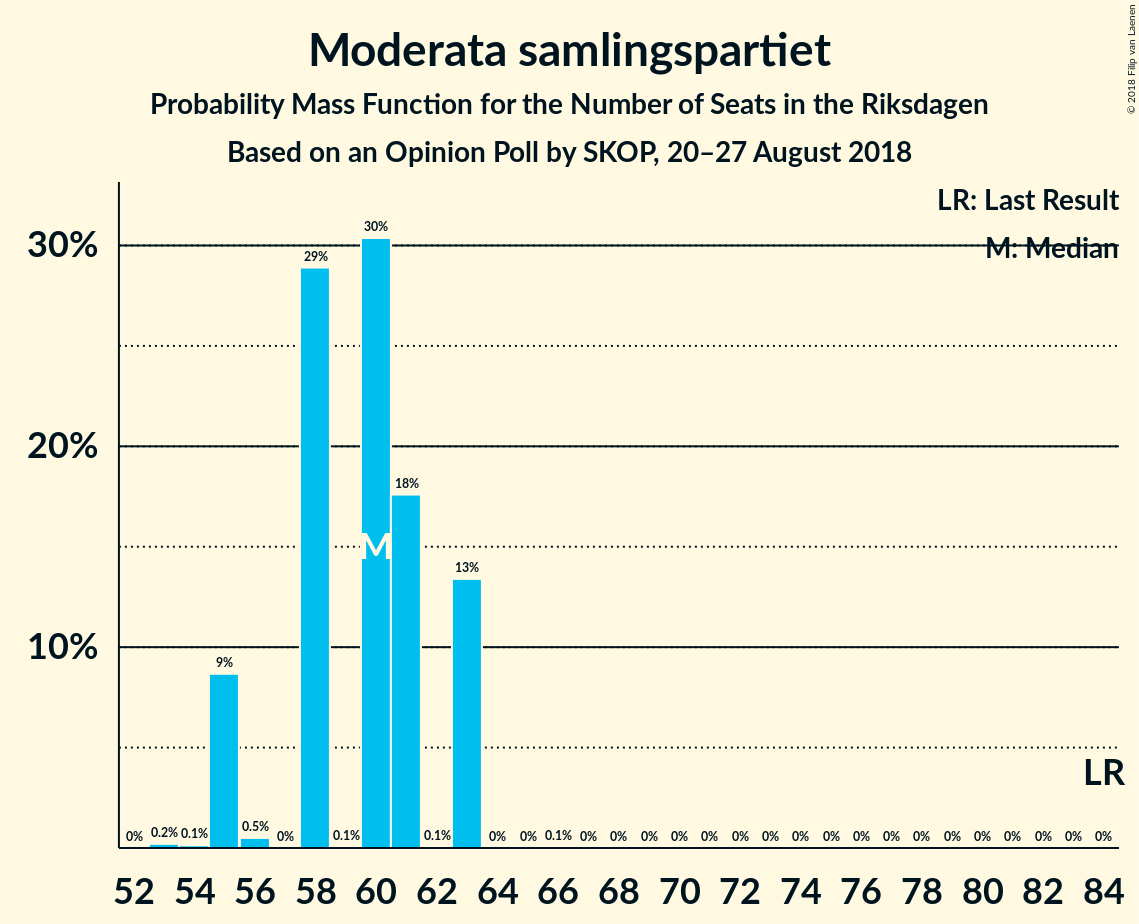 Moderata samlingspartiet
Probability Mass Function for the Number of Seats in the Riksdagen
Based on an Opinion Poll by SKOP, 20–27 August 2018
© 2018 Filip van Laenen
LR: Last Result
M: Median
30%
20%
10%
0% 0.2% 0.1% 9% 0.5% 0% 29% 0.1% 30% 18% 0.1% 13% 0% 0% 0.1% 0% 0% 0% 0% 0% 0% 0% 0% 0% 0% 0% 0% 0% 0% 0% 0% 0% 0%
M
LR
52 54 56 58 60 62 64 66 68 70 72 74 76 78 80 82 84